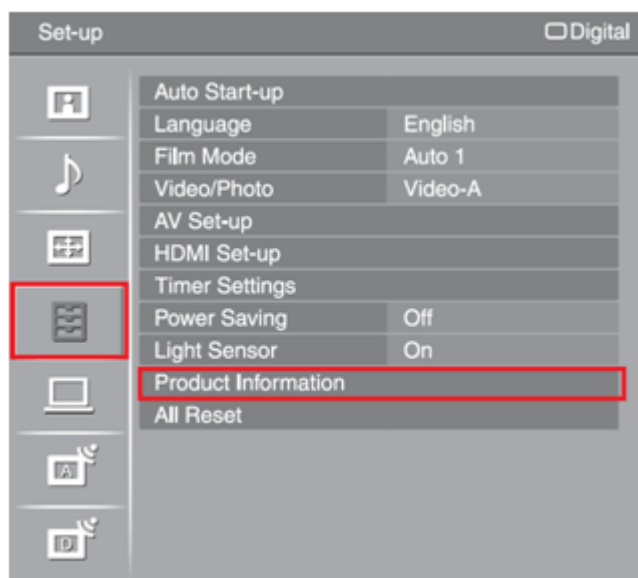 Set-up Digital
Auto Start-up
Language English
Film Mode Auto 1
Video/Photo Video-A
AV Set-up
HDMI Set-up
Timer Settings
Power Saving Off
Light Sensor On
Product Information
All Reset
A
D